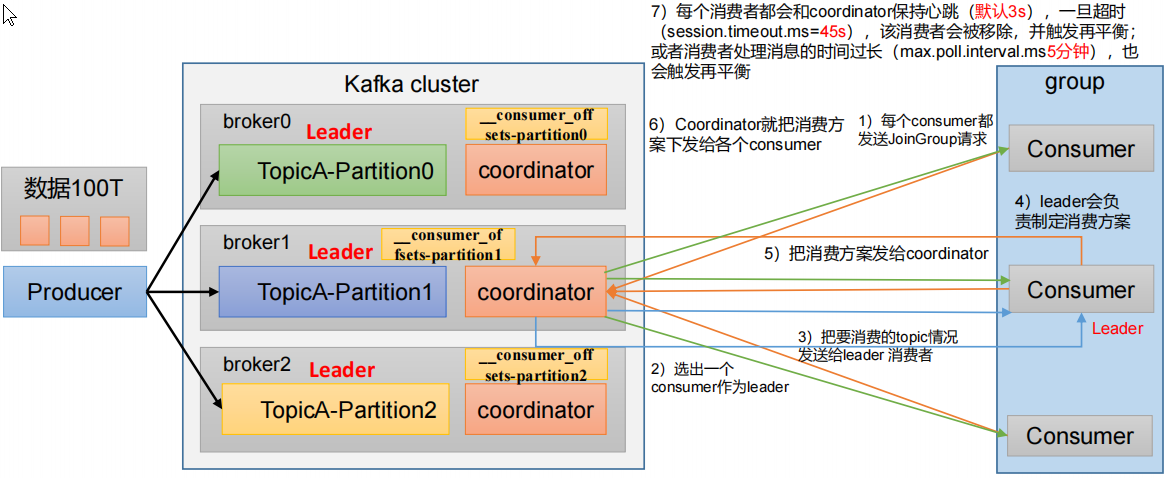 7）每个消费者都会和coordinator保持心跳（默认3s），一旦超时
（session.timeout.ms=45s），该消费者会被移除，并触发再平衡；
或者消费者处理消息的时间过长（max.poll.interval.ms5分钟），也
会触发再平衡
Kafka cluster
group
broker0
Leader
__consumer_off
sets-partition0
TopicA-Partition0
coordinator
6）Coordinator就把消费方
案下发给各个consumer
1）每个consumer都
发送JoinGroup请求
Consumer
数据100T
4）leader会负
责制定消费方案
broker1
Leader
__consumer_of
fsets-partition1
5）把消费方案发给coordinator
Producer
TopicA-Partition1
coordinator
Consumer
Leader
3）把要消费的topic情况
发送给leader 消费者
broker2
Leader
__consumer_off
sets-partition2
2）选出一个
consumer作为leader
TopicA-Partition2
coordinator
Consumer